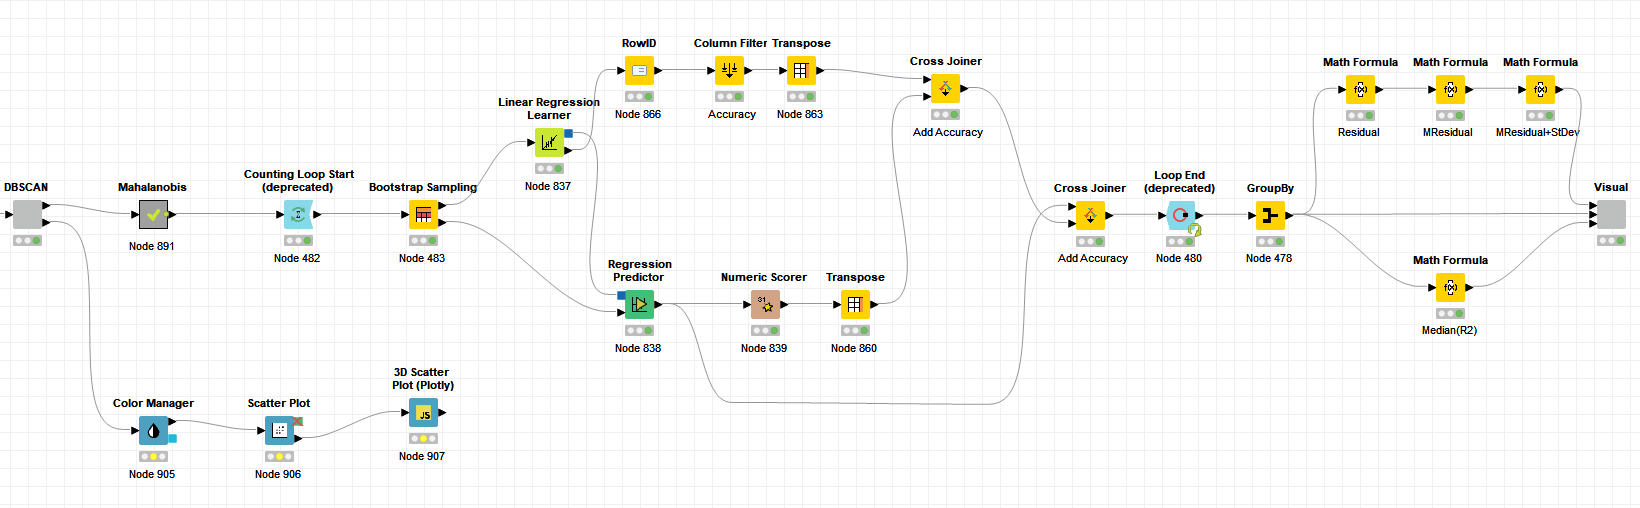 RowID
Node 866
Column Filter
Accuracy
Transpose
Node 863
Cross Joiner
Add Accuracy
Math Formula
Residual
Math Formula
MResidual
Math Formula
MResidual+StDev
Linear Regression
Learner
Node 837
DBSCAN
Mahalanobis
Node 891
Counting Loop Start
(deprecated)
Node 482
Bootstrap Sampling
Node 483
Cross Joiner
Add Accuracy
Loop End
(deprecated)
Node 480
GroupBy
Node 478
Visual
Regression
Predictor
Node 838
Numeric Scorer
31
Node 839
Transpose
Node 860
Math Formula
Median(R2)
Color Manager
Node 905
Scatter Plot
Node 906
3D Scatter
Plot (Plotly)
JS
Node 907
f(x)
f(x)
f(x)
f(x)